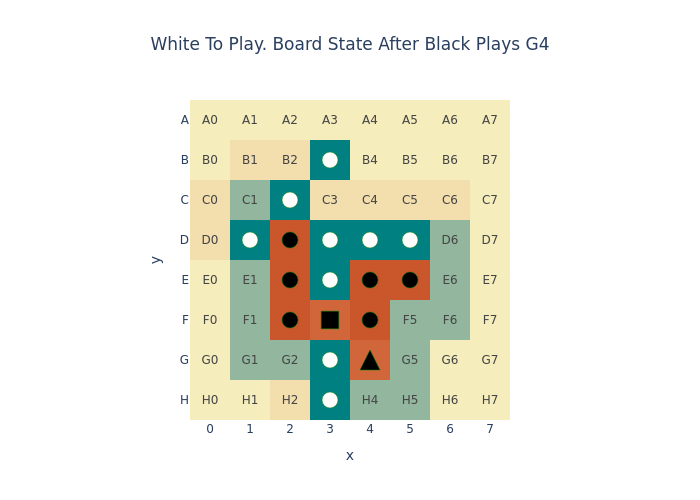 White To Play. Board State After Black Plays G4
A A0 A1 A2 A3 A4 A5 A6 A7
B B0 B1 B2 B4 B5 B6 B7
C C0 C1 C3 C4 C5 C6 C7
D D0 D6 D7
y
E E0 E1 E6 E7
F F0 F1 F5 F6 F7
G G0 G1 G2 G5 G6 G7
H H0 H1 H2 H4 H5 H6 H7
0 1 2 3 4 5 6 7
x